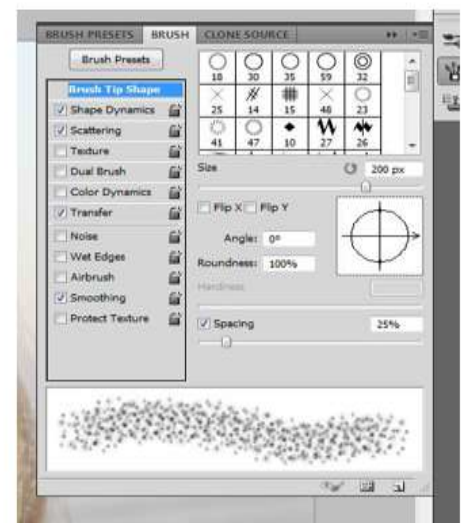 BRUSH PRESETS BRUSH CLONE SOURCE
Brush Presets
Brush Tip Shape
Shape Dynamics
Scattering
Texture
Dual Brush
Color Dynamics
Transfer
Noise
Wet Edges
Airbrush
Smoothing
Protect Texture
18 30 35 59 32
25 14 15 48 23
41 47 10 27 26
Size 200 px
Flip X Flip Y
Angle: 0º
Roundness: 100%
Hardness
Spacing 25%